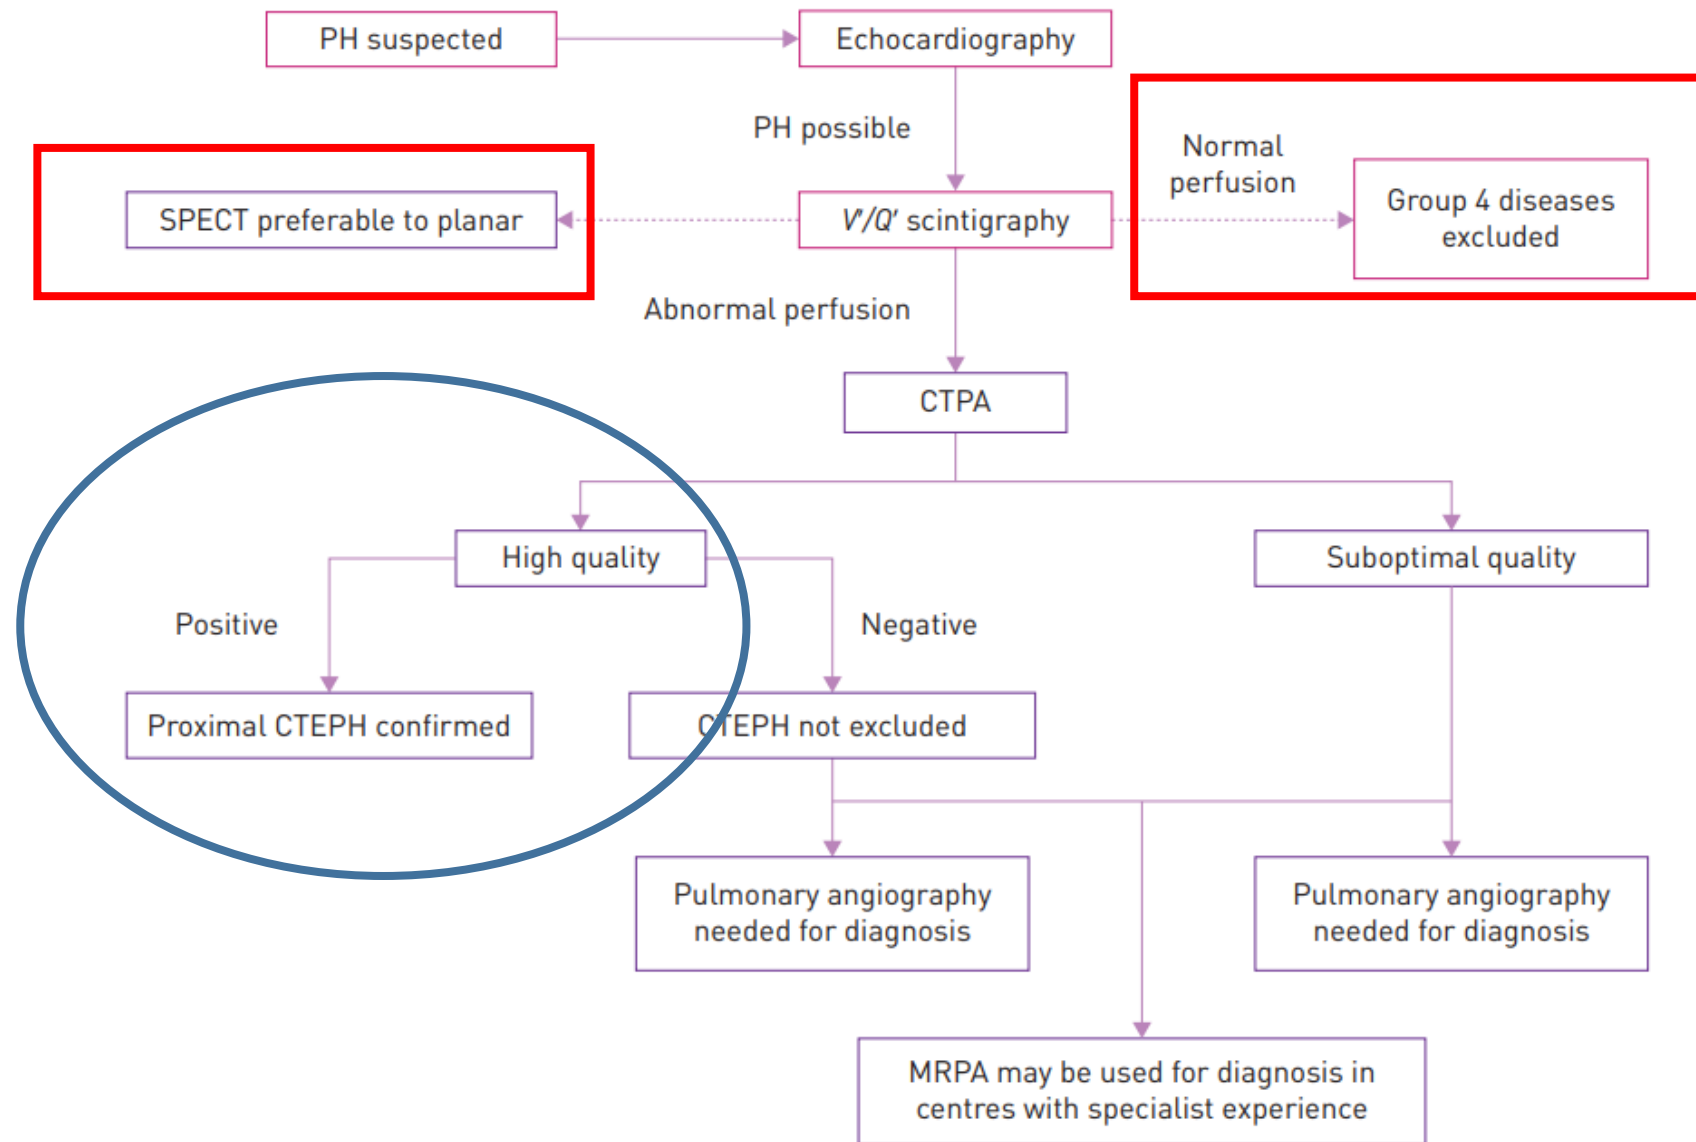 PH suspected
Echocardiography
PH possible
Normal
perfusion
SPECT preferable to planar
V′/Q′ scintigraphy
Group 4 diseases
excluded
Abnormal perfusion
CTPA
High quality
Suboptimal quality
Positive
Negative
Proximal CTEPH confirmed
CTEPH not excluded
Pulmonary angiography
needed for diagnosis
Pulmonary angiography
needed for diagnosis
MRPA may be used for diagnosis in
centres with specialist experience